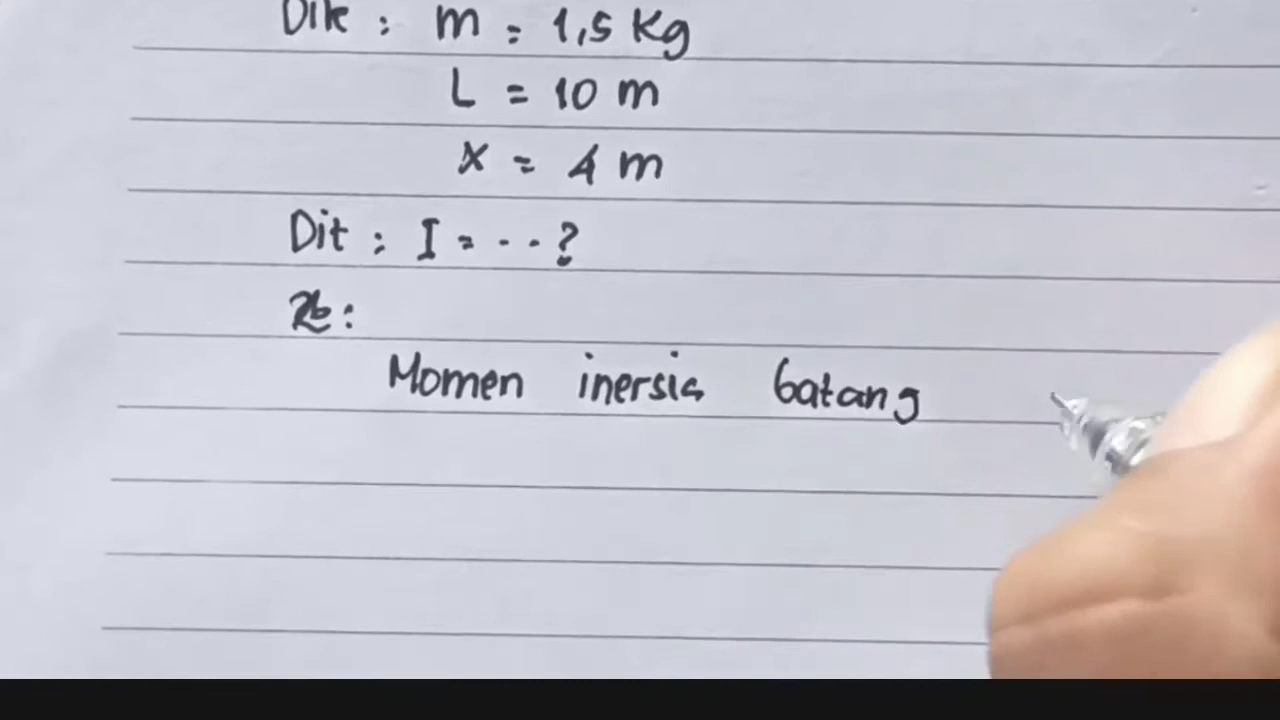 Dik : m = 1,5 Kg
L = 10 m
x = 4 m
Dit : I = ...?
Jb :
Momen inersia batang